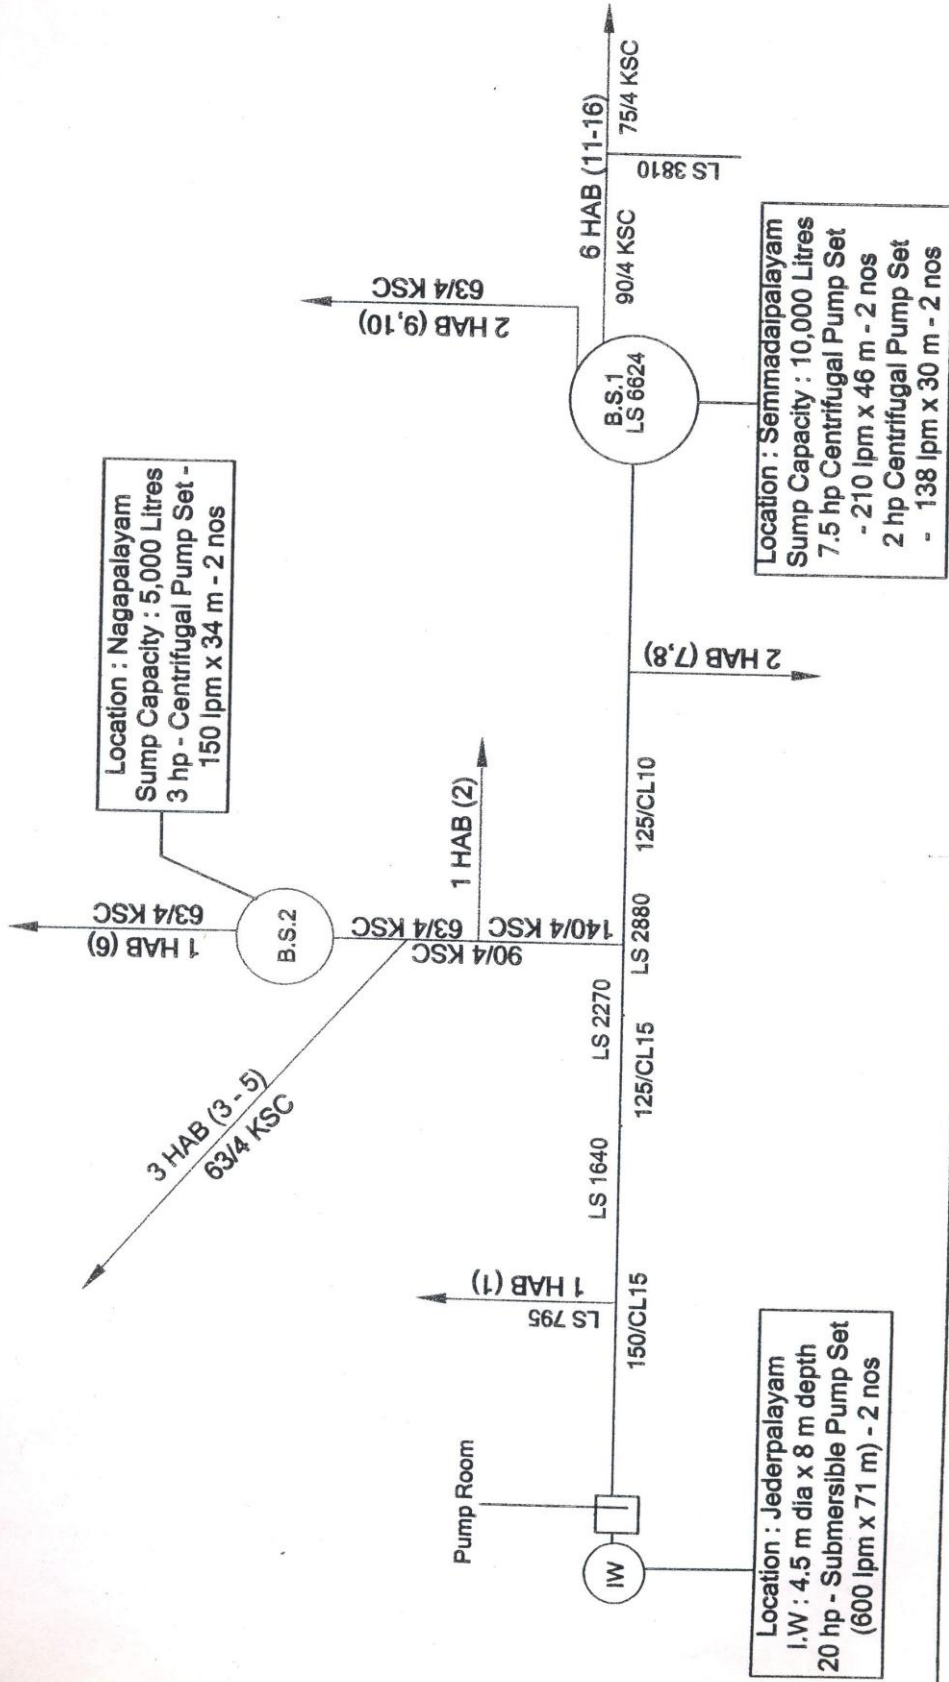 Location : Nagapalayam
Sump Capacity : 5,000 Litres
3 hp - Centrifugal Pump Set -
150 lpm x 34 m - 2 nos
1 HAB (6)
63/4 KSC
B.S.2
63/4 KSC
90/4 KSC
140/4 KSC
1 HAB (2)
3 HAB (3 - 5)
63/4 KSC
2 HAB (9,10)
63/4 KSC
6 HAB (11-16)
90/4 KSC
75/4 KSC
LS 3810
B.S.1
LS 6624
Pump Room
IW
LS 795
1 HAB (1)
150/CL15
LS 1640
125/CL15
LS 2270
LS 2880
125/CL10
2 HAB (7,8)
Location : Jederpalayam
I.W : 4.5 m dia x 8 m depth
20 hp - Submersible Pump Set
(600 lpm x 71 m) - 2 nos
Location : Semmadaipalayam
Sump Capacity : 10,000 Litres
7.5 hp Centrifugal Pump Set
- 210 lpm x 46 m - 2 nos
2 hp Centrifugal Pump Set
- 138 lpm x 30 m - 2 nos